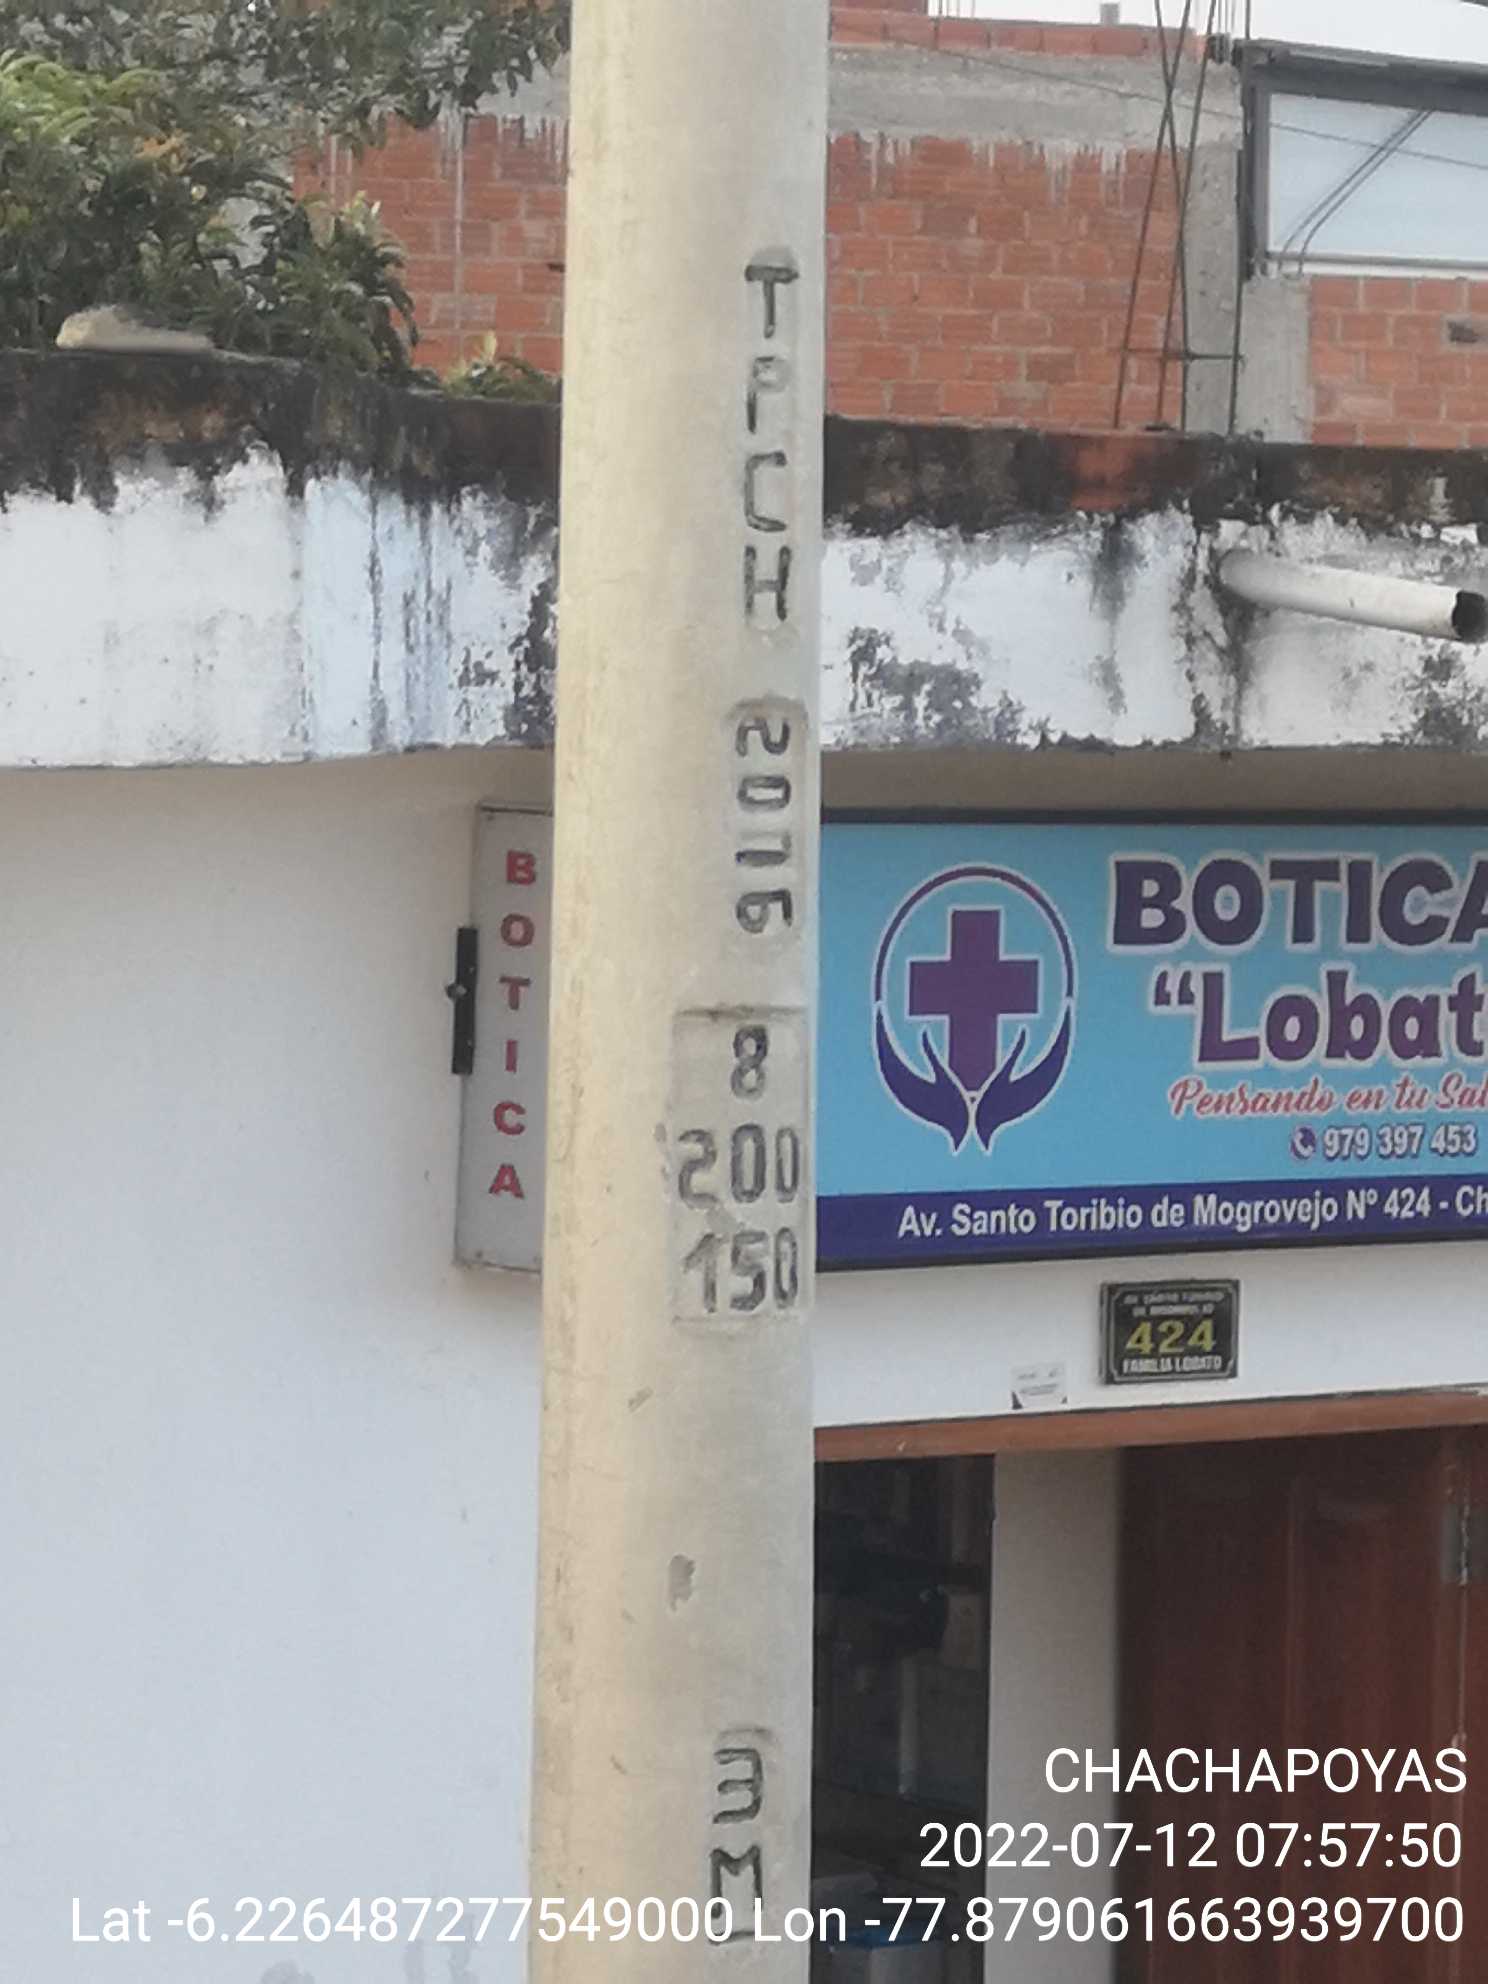 TPCH
2016
8
200
150
3M
BOTICA
BOTICA
"Lobat
Pensando en tu Sal
979 397 453
Av. Santo Toribio de Mogrovejo Nº 424 - Ch
424
FAMILIA LOBATO
CHACHAPOYAS
2022-07-12 07:57:50
Lat -6.226487277549000 Lon -77.879061663939700